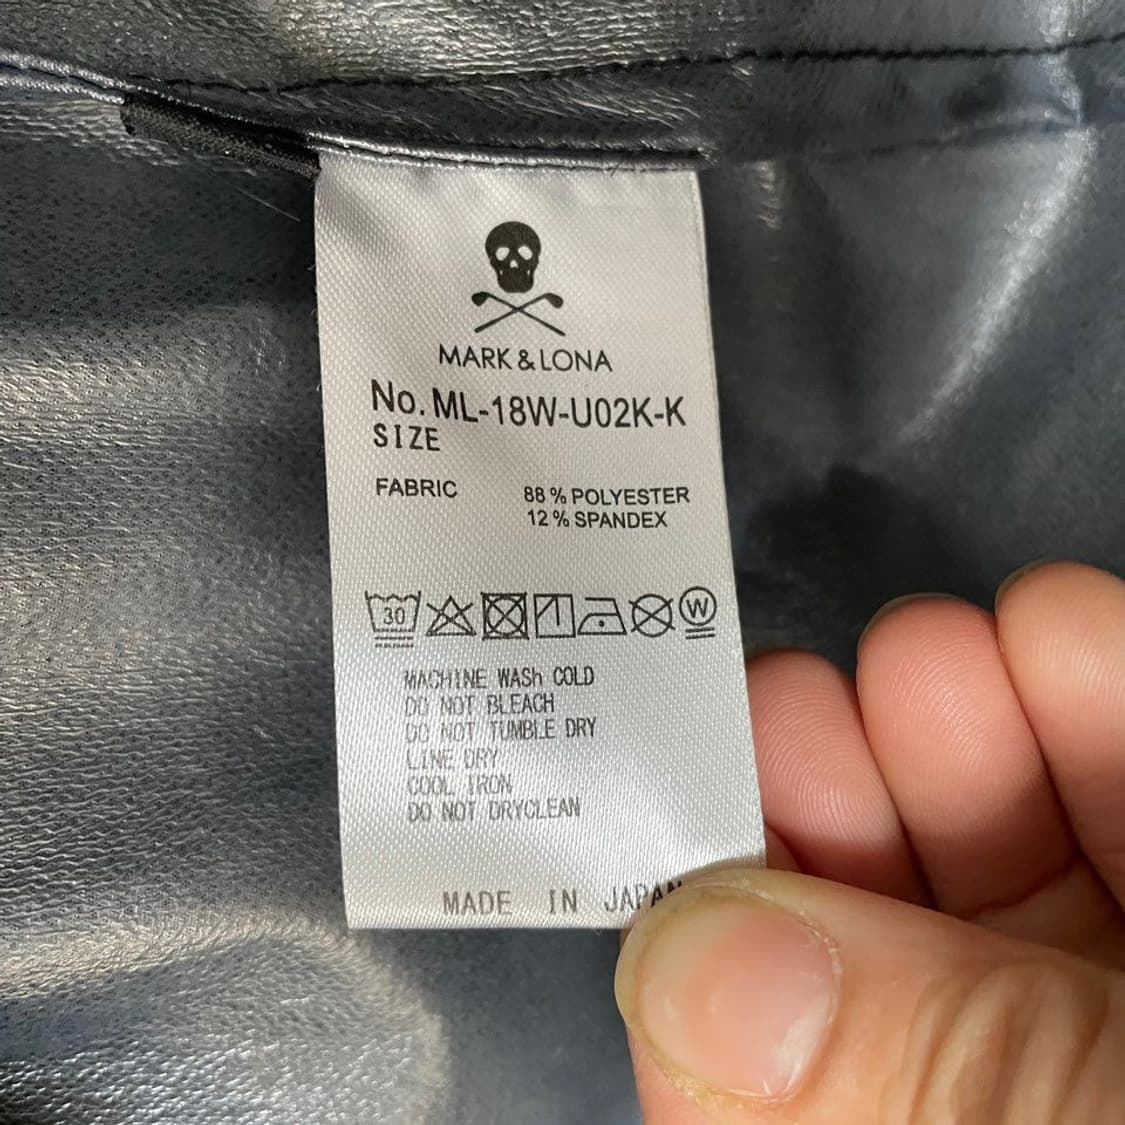 MARK & LONA
No. ML-18W-U02K-K
SIZE
FABRIC 88 % POLYESTER
12 % SPANDEX
30
W
MACHINE WASh COLD
DO NOT BLEACH
DO NOT TUMBLE DRY
LINE DRY
COOL IRON
DO NOT DRYCLEAN
MADE IN JAPAN